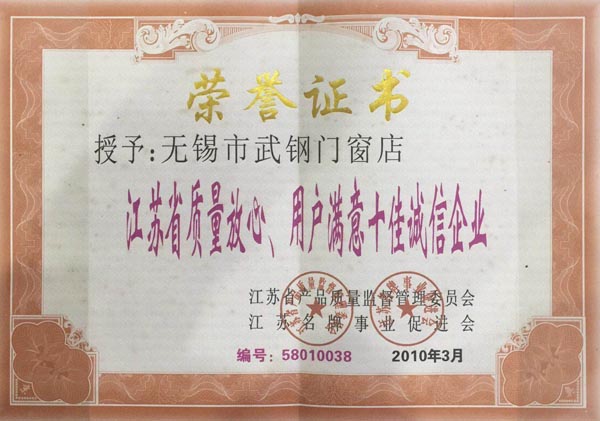 荣誉证书
授予:无锡市武钢门窗店
江苏省质量放心、用户满意十佳诚信企业
江苏省产品质量监督管理委员会
江苏名牌事业促进会
编号:58010038 2010年3月